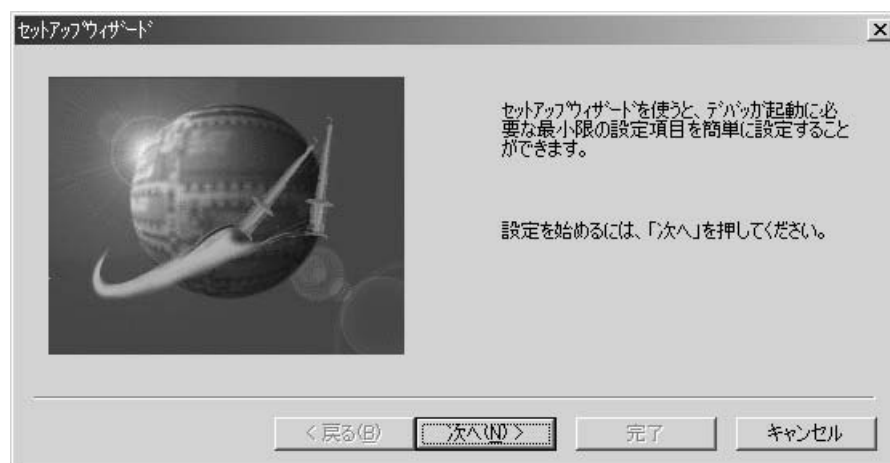 セットアップウィザード
セットアップウィザードを使うと、デバッガ起動に必
要な最小限の設定項目を簡単に設定すること
ができます。
設定を始めるには、「次へ」を押してください。
< 戻る(B)
次へ(N) >
完了
キャンセル